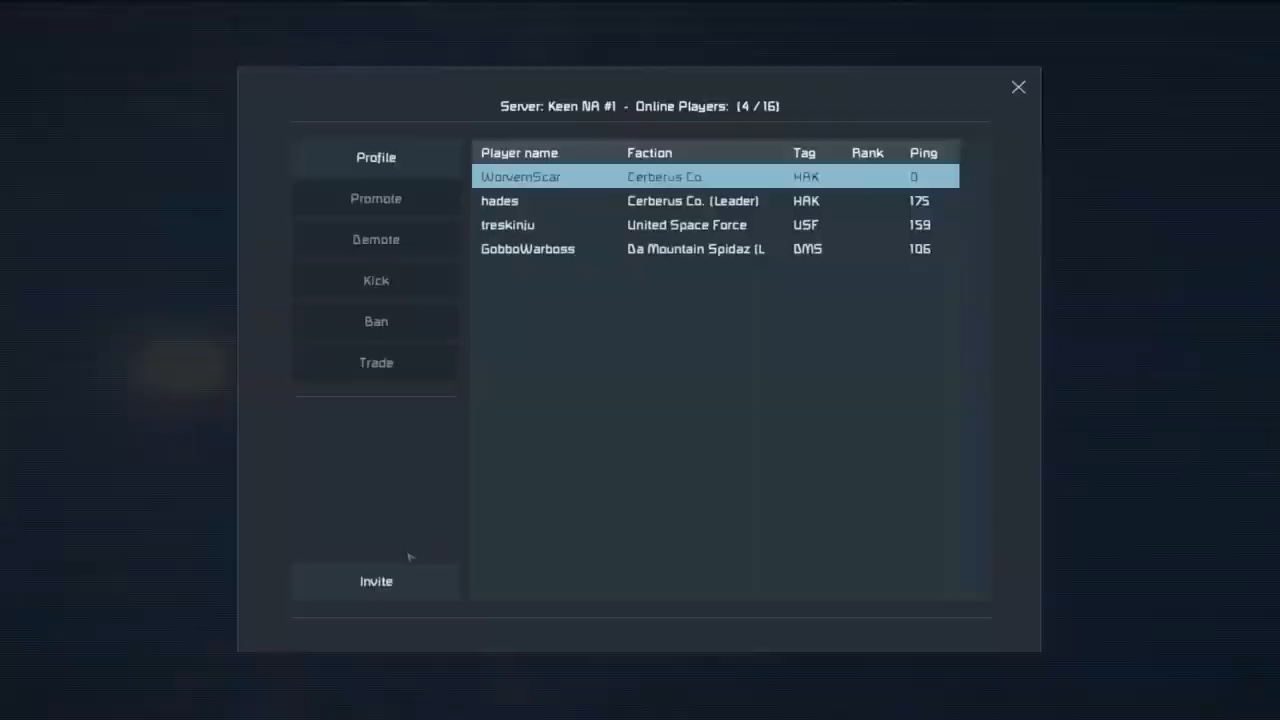 Server: Keen NA #1 - Online Players: (4 / 16)
Profile
Promote
Demote
Kick
Ban
Trade
Invite
Player name Faction Tag Rank Ping
WorvernScar Cerberus Co. HAK 0
hades Cerberus Co. (Leader) HAK 175
treskinju United Space Force USF 159
GobboWarboss Da Mountain Spidaz (L DMS 106